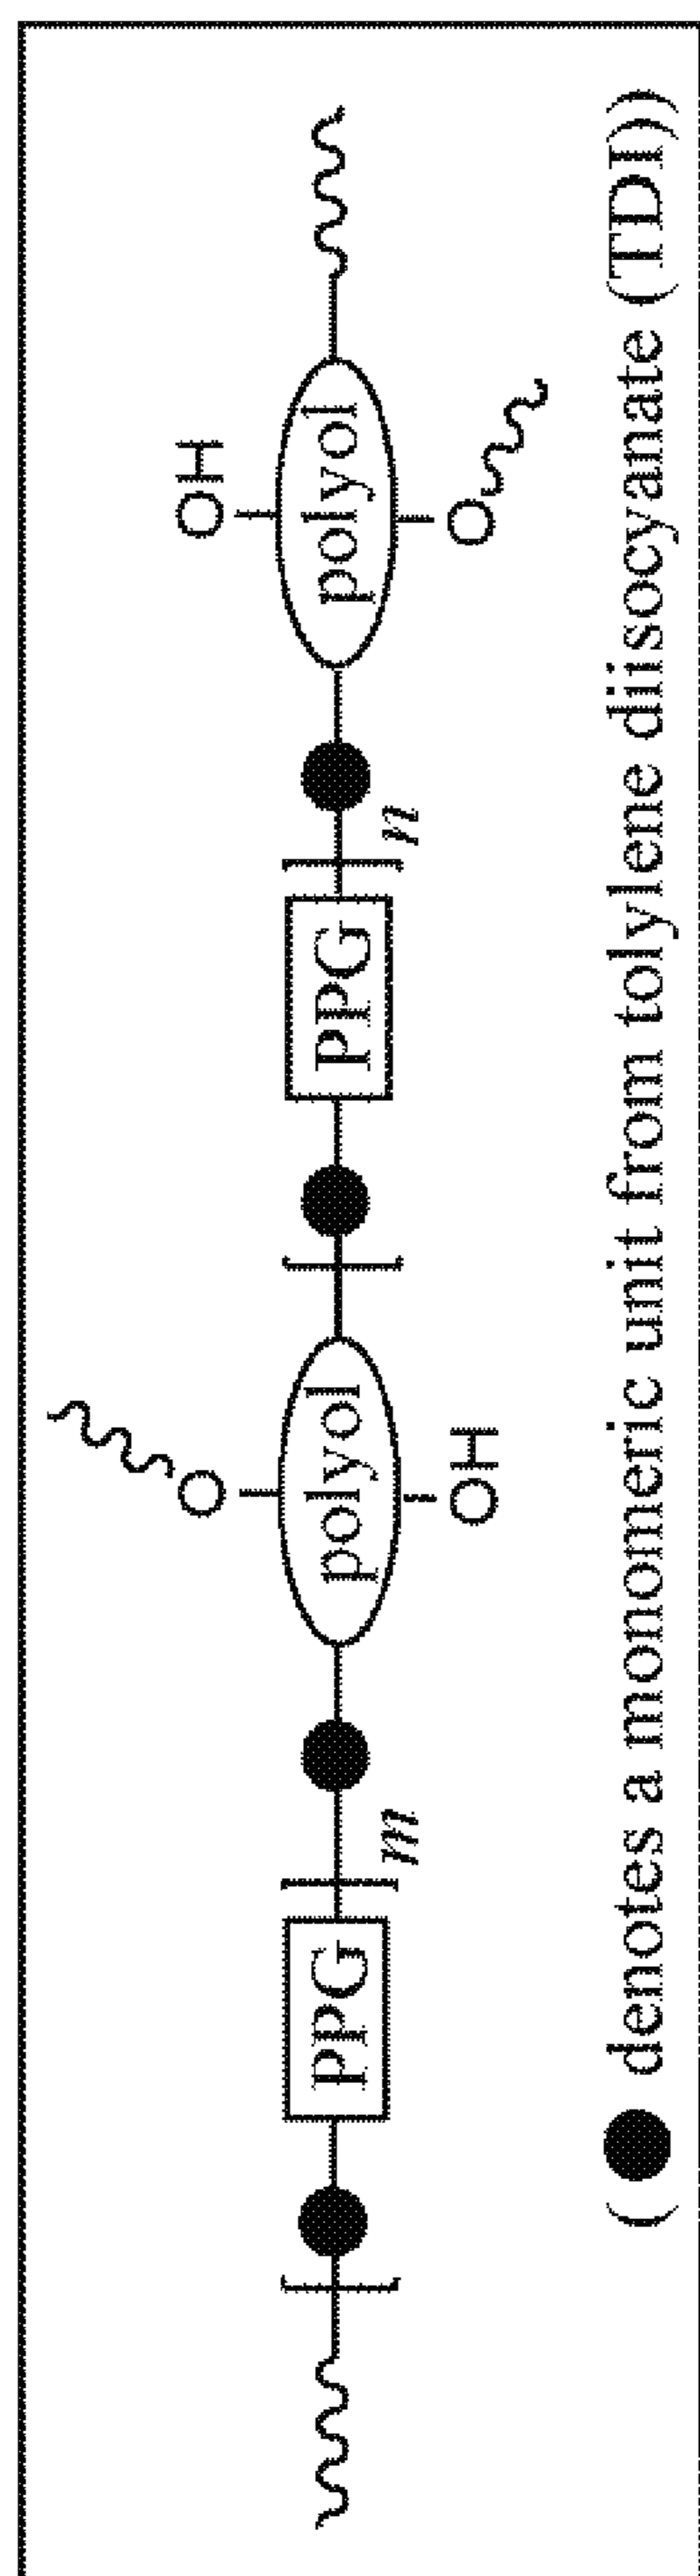 O OH
[ PPG ]m polyol [ PPG ]n polyol
OH O
( denotes a monomeric unit from tolylene diisocyanate (TDI))